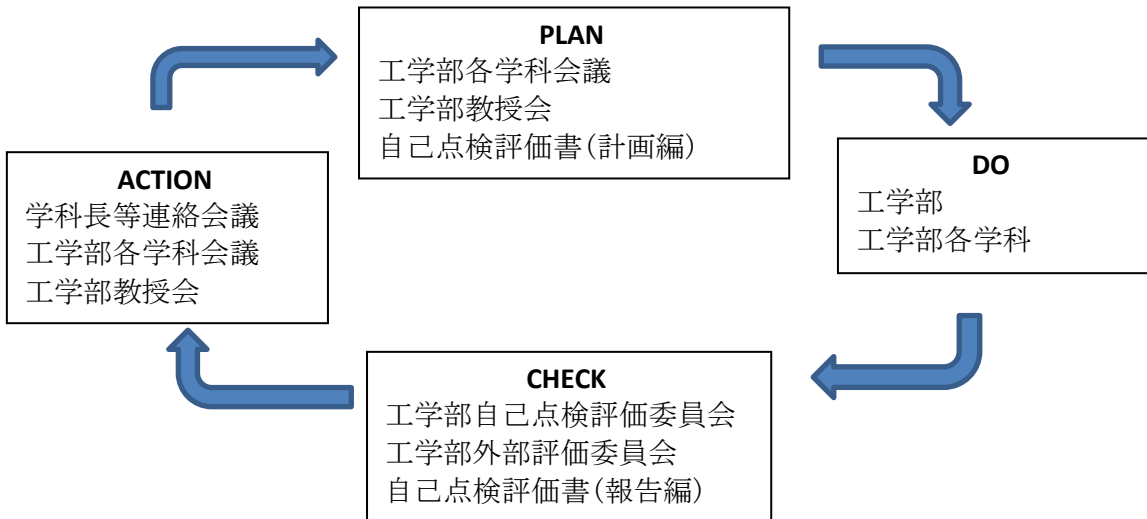 PLAN
工学部各学科会議
工学部教授会
自己点検評価書(計画編)
DO
工学部
工学部各学科
CHECK
工学部自己点検評価委員会
工学部外部評価委員会
自己点検評価書(報告編)
ACTION
学科長等連絡会議
工学部各学科会議
工学部教授会